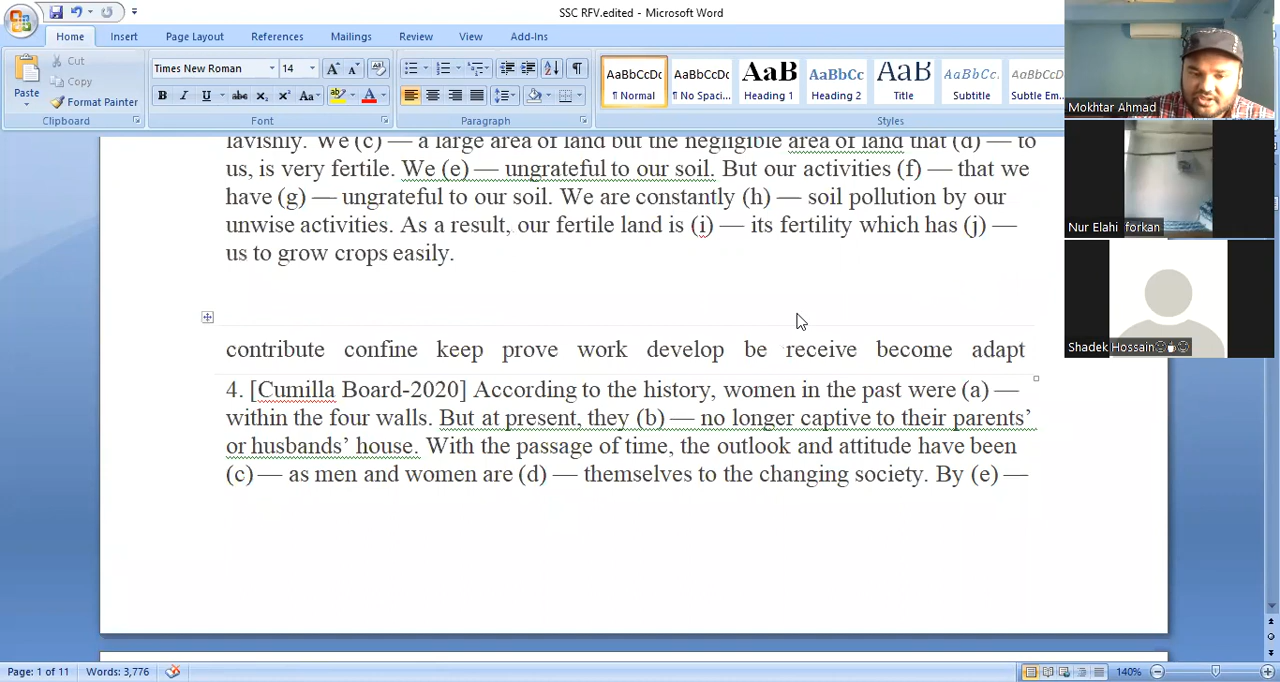 SSC RFV.edited - Microsoft Word
Home Insert Page Layout References Mailings Review View Add-Ins
Cut
Copy
Format Painter
Paste
Clipboard
Times New Roman 14
Font
Paragraph
AaBbCcDc AaBbCcDc AaB AaBbCc AaB AaBbCc. AaBbCcDc
¶ Normal ¶ No Spaci... Heading 1 Heading 2 Title Subtitle Subtle Em...
Styles
Mokhtar Ahmad
Nur Elahi forkan
Shadek Hossain
lavishly. We (c) — a large area of land but the negligible area of land that (d) — to
us, is very fertile. We (e) — ungrateful to our soil. But our activities (f) — that we
have (g) — ungrateful to our soil. We are constantly (h) — soil pollution by our
unwise activities. As a result, our fertile land is (i) — its fertility which has (j) —
us to grow crops easily.
contribute confine keep prove work develop be receive become adapt
4. [Cumilla Board-2020] According to the history, women in the past were (a) —
within the four walls. But at present, they (b) — no longer captive to their parents’
or husbands’ house. With the passage of time, the outlook and attitude have been
(c) — as men and women are (d) — themselves to the changing society. By (e) —
Page: 1 of 11 Words: 3,776 140%